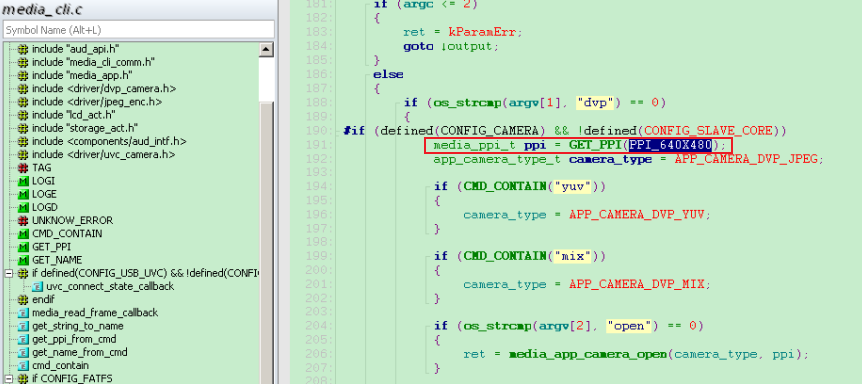 media_cli.c
Symbol Name (Alt+L)
include "aud_api.h"
include "media_cli_comm.h"
include "media_app.h"
include <driver/dvp_camera.h>
include <driver/jpeg_enc.h>
include "lcd_act.h"
include "storage_act.h"
include <components/aud_intf.h>
include <driver/uvc_camera.h>
TAG
LOGI
LOGE
LOGD
UNKNOW_ERROR
CMD_CONTAIN
GET_PPI
GET_NAME
if defined(CONFIG_USB_UVC) && !defined(CONFI
uvc_connect_state_callback
endif
media_read_frame_callback
get_string_to_name
get_ppi_from_cmd
get_name_from_cmd
cmd_contain
if CONFIG_FATFS
181: if (argc <= 2)
182: {
183: ret = kParamErr;
184: goto ↓output;
185: }
186: else
187: {
188: if (os_strcmp(argv[1], "dvp") == 0)
189: {
190: #if (defined(CONFIG_CAMERA) && !defined(CONFIG_SLAVE_CORE))
191: media_ppi_t ppi = GET_PPI(PPI_640X480);
192: app_camera_type_t camera_type = APP_CAMERA_DVP_JPEG;
193:
194: if (CMD_CONTAIN("yuv"))
195: {
196: camera_type = APP_CAMERA_DVP_YUV;
197: }
198:
199: if (CMD_CONTAIN("mix"))
200: {
201: camera_type = APP_CAMERA_DVP_MIX;
202: }
203:
204: if (os_strcmp(argv[2], "open") == 0)
205: {
206: ret = media_app_camera_open(camera_type, ppi);
207: }
208: